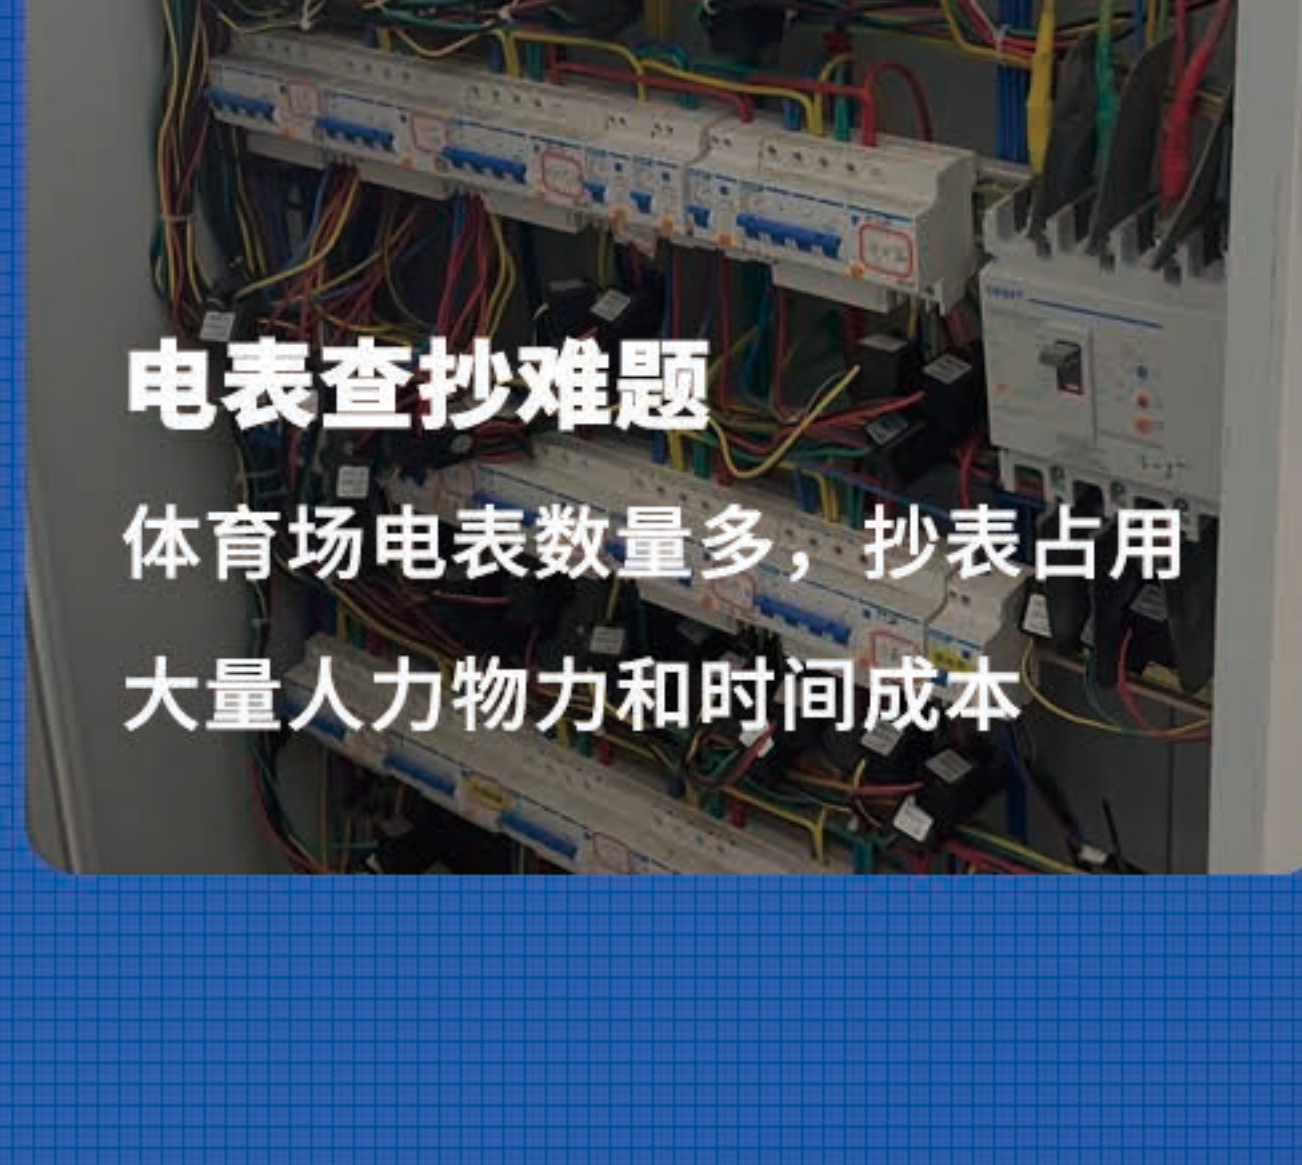 电表查抄难题
体育场电表数量多，抄表占用
大量人力物力和时间成本